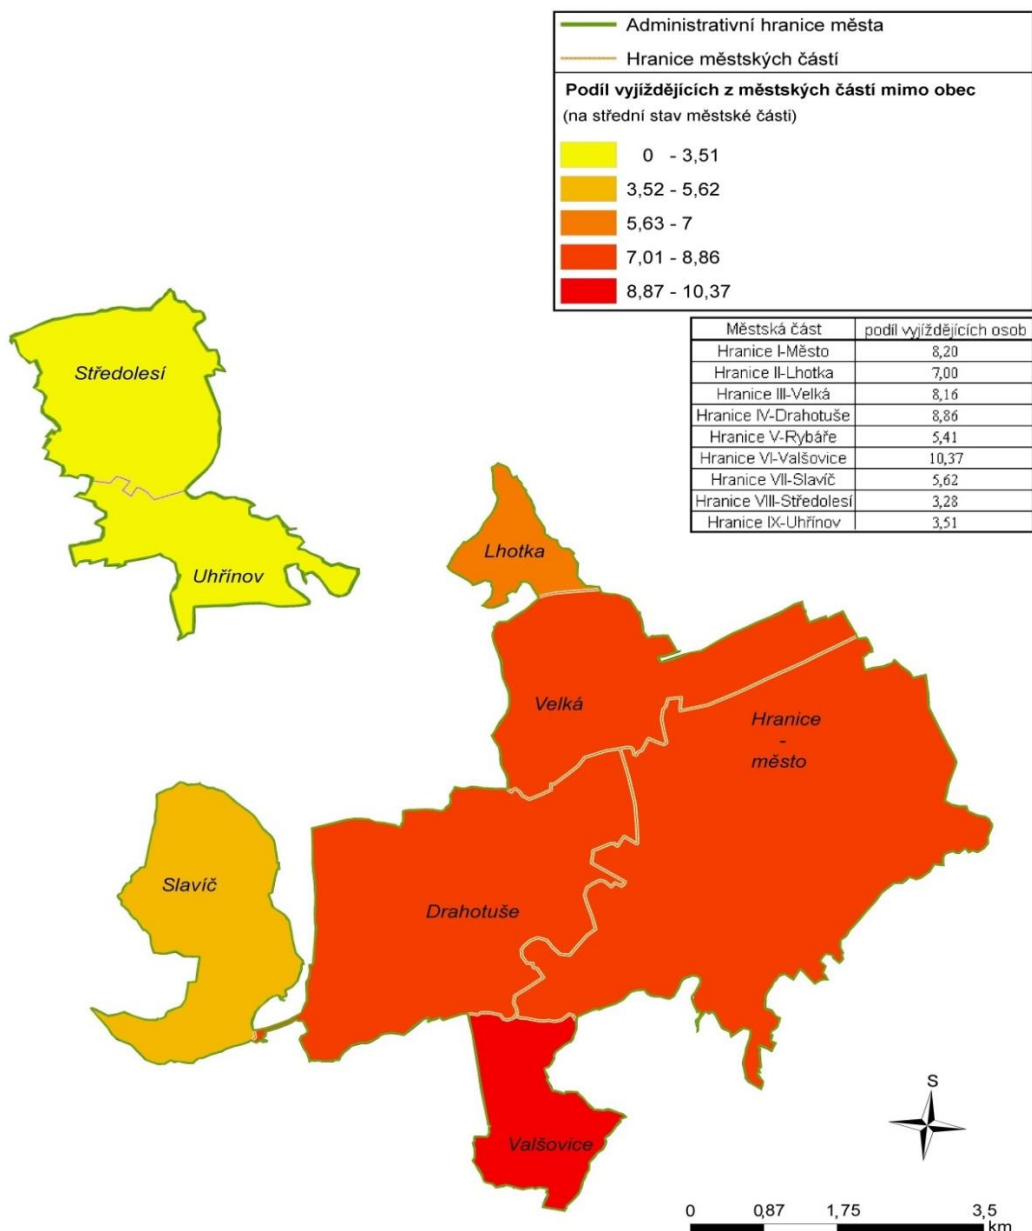 Administrativní hranice města
Hranice městských částí
Podíl vyjíždějících z městských částí mimo obec
(na střední stav městské části)
0 - 3,51
3,52 - 5,62
5,63 - 7
7,01 - 8,86
8,87 - 10,37
Městská část podíl vyjíždějících osob
Hranice I-Město 8,20
Hranice II-Lhotka 7,00
Hranice III-Velká 8,16
Hranice IV-Drahotuše 8,86
Hranice V-Rybáře 5,41
Hranice VI-Valšovice 10,37
Hranice VII-Slavíč 5,62
Hranice VIII-Středolesí 3,28
Hranice IX-Uhřínov 3,51
Středolesí
Uhřínov
Lhotka
Velká
Hranice
-
město
Slavíč
Drahotuše
Valšovice
S
0 0,87 1,75 3,5
km